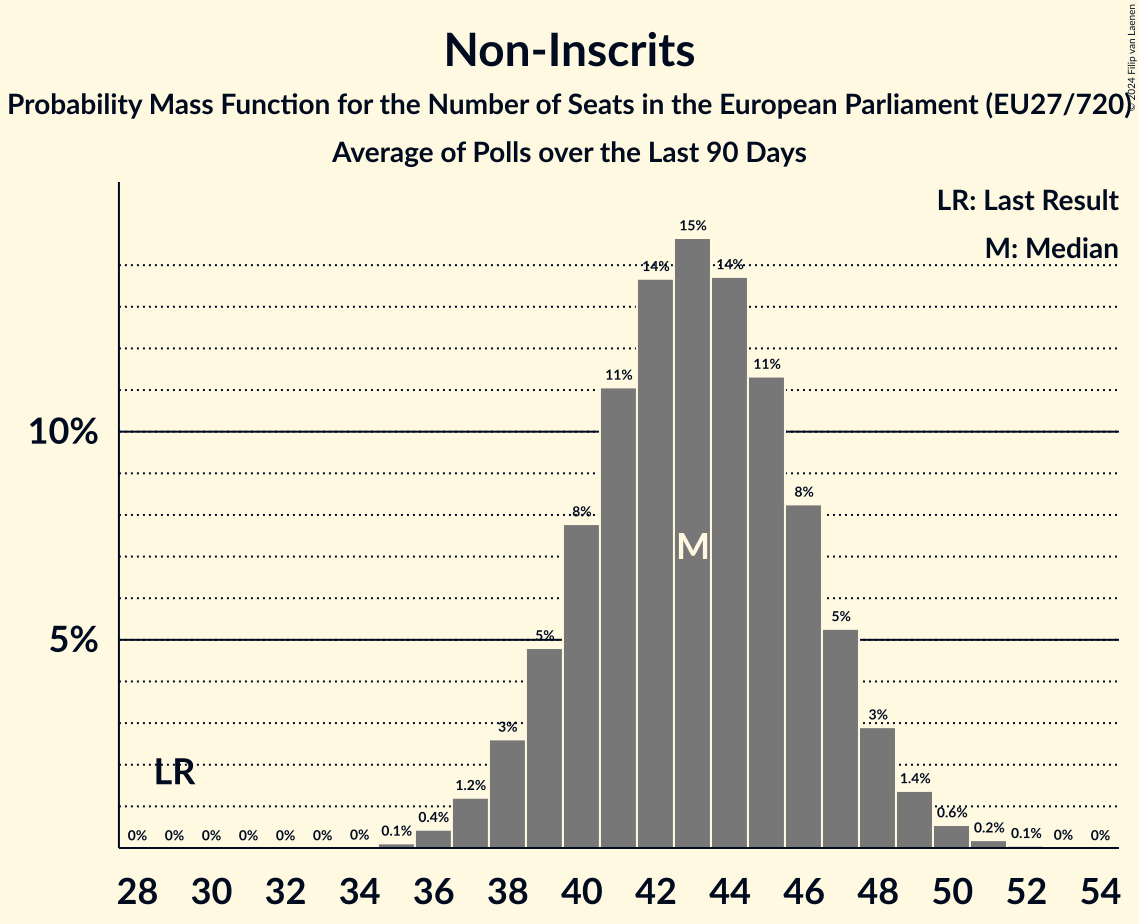 Non-Inscrits
Probability Mass Function for the Number of Seats in the European Parliament (EU27/720)
Average of Polls over the Last 90 Days
© 2024 Filip van Laenen
LR: Last Result
M: Median
15%
14%
14%
11%
11%
10%
8%
8%
M
5%
5%
5%
3%
3%
LR
1.2%
1.4%
0% 0% 0% 0% 0% 0% 0% 0.1% 0.4% 0.6% 0.2% 0.1% 0% 0%
28 30 32 34 36 38 40 42 44 46 48 50 52 54